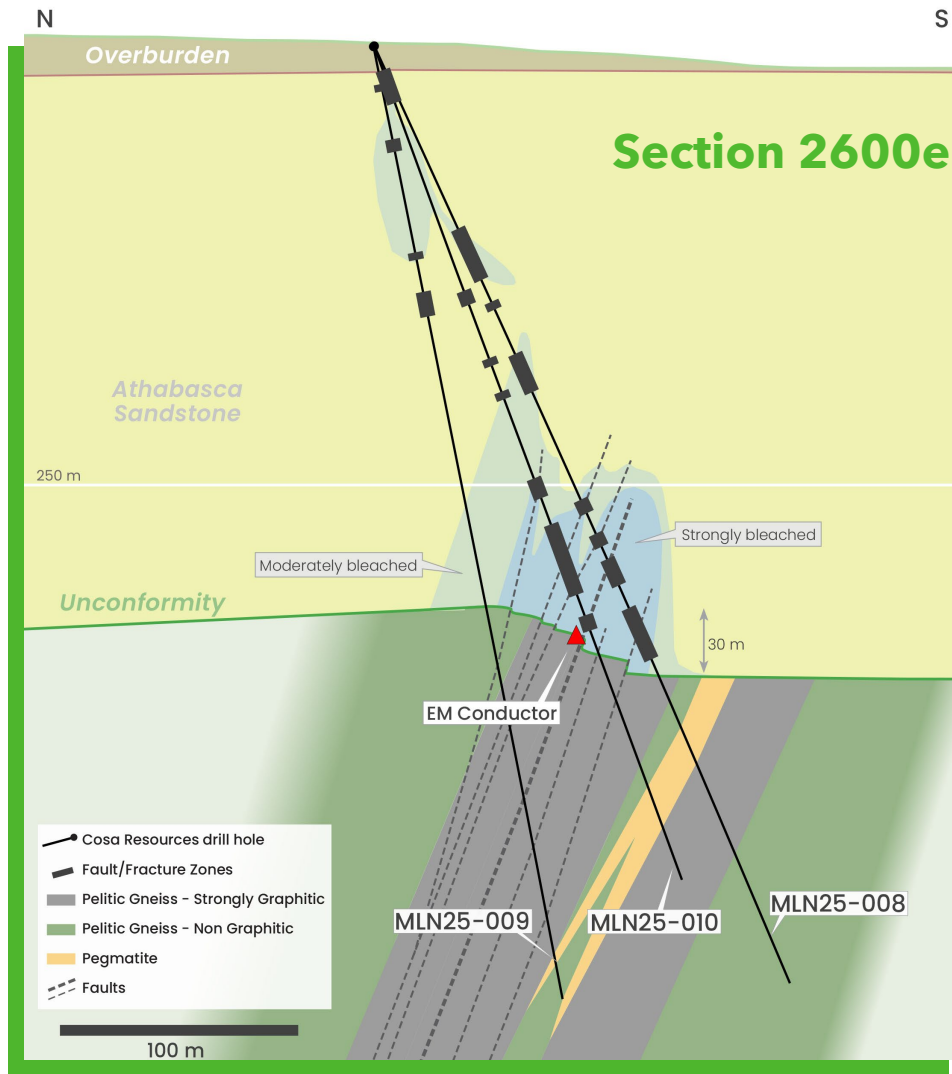 N
S
Overburden
Section 2600e
Athabasca
Sandstone
250 m
Strongly bleached
Moderately bleached
Unconformity
30 m
EM Conductor
Cosa Resources drill hole
Fault/Fracture Zones
Pelitic Gneiss - Strongly Graphitic
Pelitic Gneiss - Non Graphitic
Pegmatite
Faults
MLN25-009
MLN25-010
MLN25-008
100 m